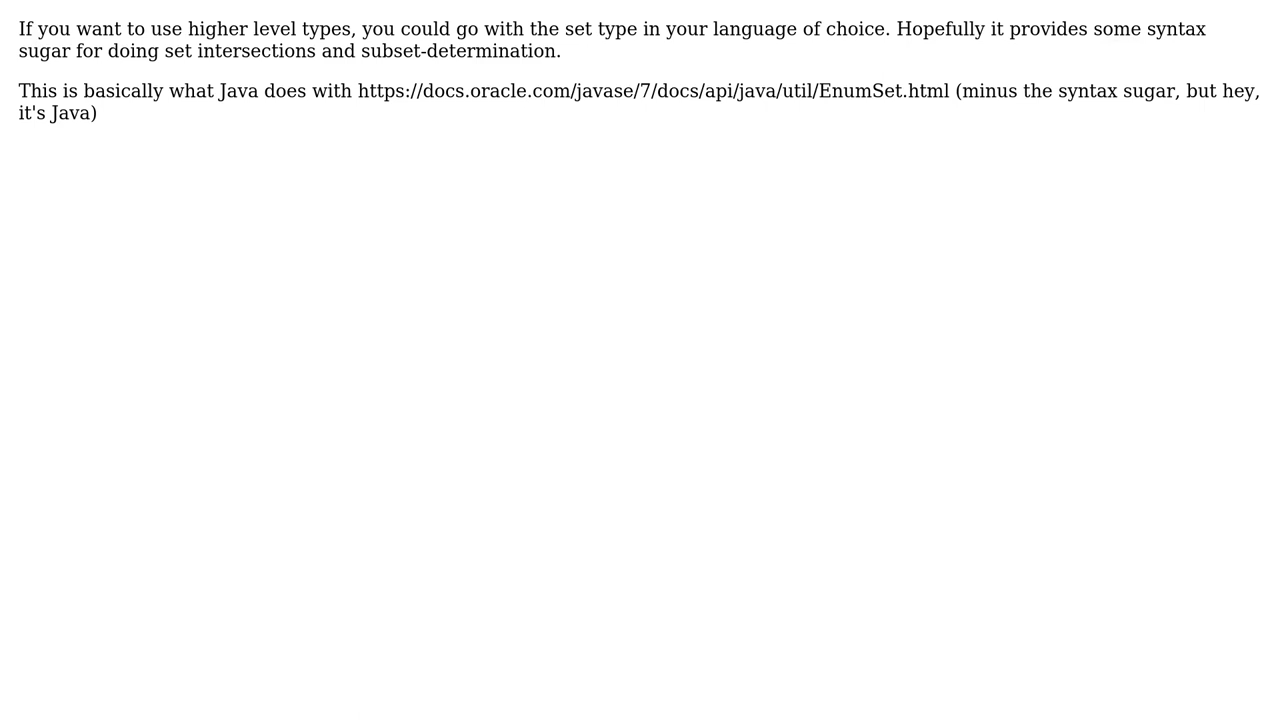 If you want to use higher level types, you could go with the set type in your language of choice. Hopefully it provides some syntax
sugar for doing set intersections and subset-determination.
This is basically what Java does with https://docs.oracle.com/javase/7/docs/api/java/util/EnumSet.html (minus the syntax sugar, but hey,
it's Java)